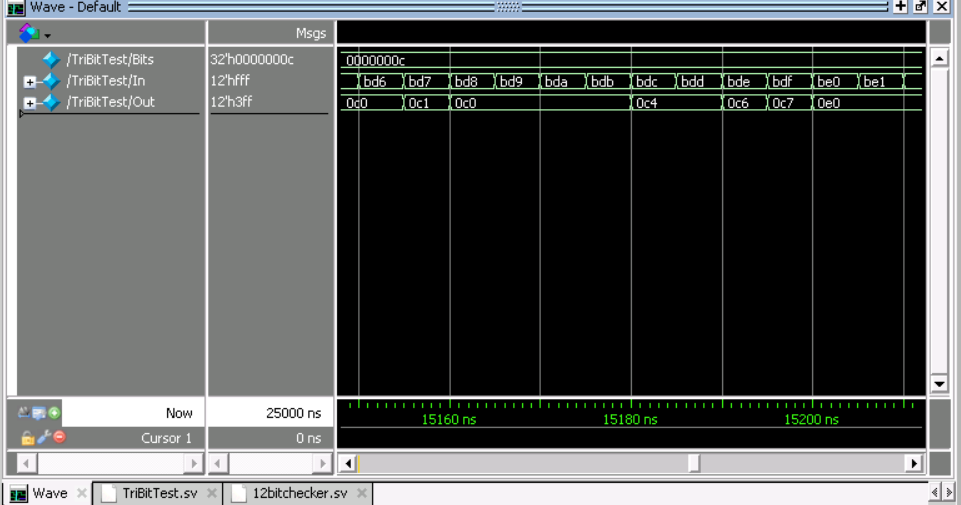 Wave - Default
Msgs
/TriBitTest/Bits 32'h0000000c 0000000c
/TriBitTest/In 12'hfff bd6 bd7 bd8 bd9 bda bdb bdc bdd bde bdf be0 be1
/TriBitTest/Out 12'h3ff 0c0 0c1 0c0 0c4 0c6 0c7 0e0
Now 25000 ns
15160 ns 15180 ns 15200 ns
Cursor 1 0 ns
Wave TriBitTest.sv 12bitchecker.sv